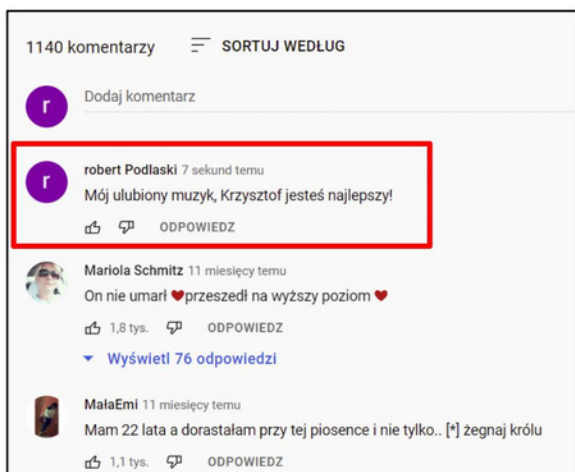 1140 komentarzy SORTUJ WEDŁUG
r Dodaj komentarz
r robert Podlaski 7 sekund temu
Mój ulubiony muzyk, Krzysztof jesteś najlepszy!
ODPOWIEDZ
Mariola Schmitz 11 miesięcy temu
On nie umarł ❤przeszedł na wyższy poziom ❤
1,8 tys. ODPOWIEDZ
Wyświetl 76 odpowiedzi
MałaEmi 11 miesięcy temu
Mam 22 lata a dorastałam przy tej piosence i nie tylko.. [*] żegnaj królu
1,1 tys. ODPOWIEDZ